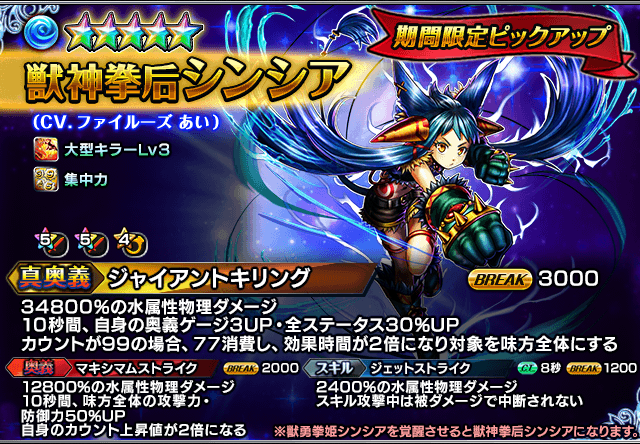 期間限定ピックアップ
獣神拳后シンシア
(CV.ファイルーズ あい)
大型キラーLv3
集中力
5 5 4
真奥義 ジャイアントキリング BREAK 3000
34800%の水属性物理ダメージ
10秒間、自身の奥義ゲージ3UP・全ステータス30%UP
カウントが99の場合、77消費し、効果時間が2倍になり対象を味方全体にする
奥義 マキシマムストライク BREAK 2000
12800%の水属性物理ダメージ
10秒間、味方全体の攻撃力・
防御力50%UP
自身のカウント上昇値が2倍になる
スキル ジェットストライク CT 8秒 BREAK 1200
2400%の水属性物理ダメージ
スキル攻撃中は被ダメージで中断されない
※獣勇拳姫シンシアを覚醒させると獣神拳后シンシアになります。